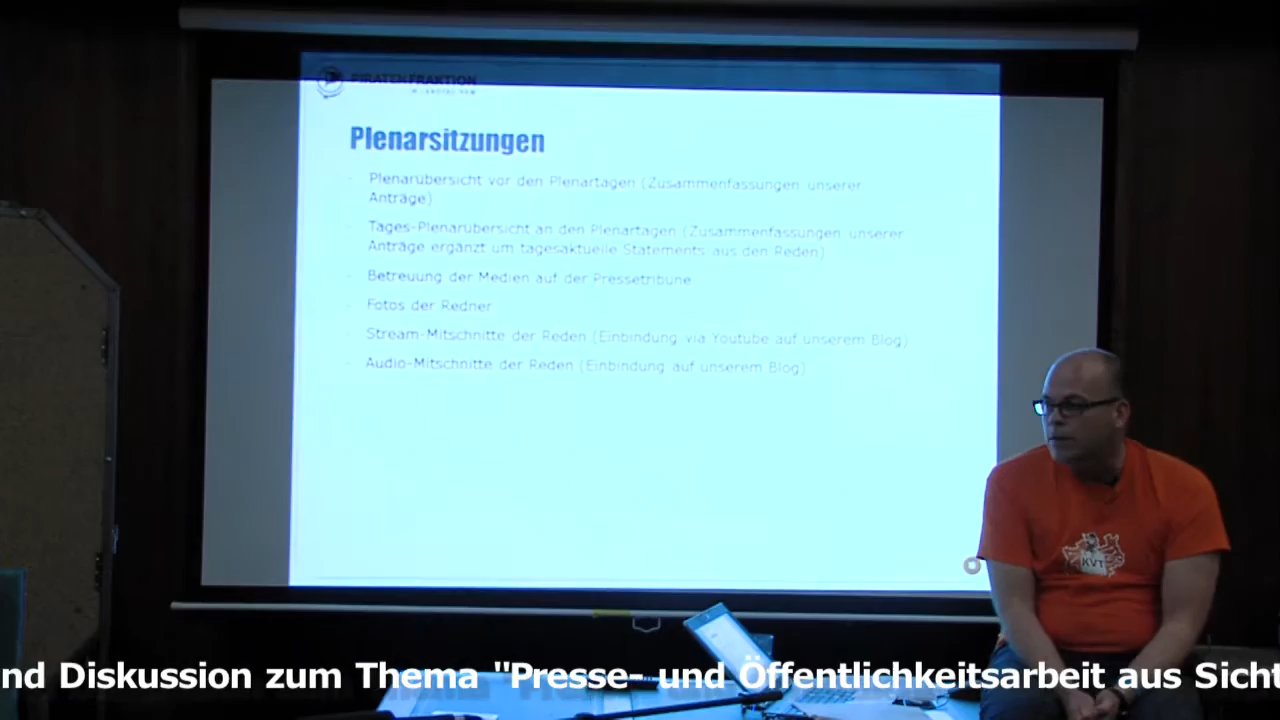 PIRATENFRAKTION
IM LANDTAG NRW
Plenarsitzungen
Plenarübersicht vor den Plenartagen (Zusammenfassungen unserer
Anträge)
Tages-Plenarübersicht an den Plenartagen (Zusammenfassungen unserer
Anträge ergänzt um tagesaktuelle Statements aus den Reden)
Betreuung der Medien auf der Pressetribüne
Fotos der Redner
Stream-Mitschnitte der Reden (Einbindung via Youtube auf unserem Blog)
Audio-Mitschnitte der Reden (Einbindung auf unserem Blog)
KVT
nd Diskussion zum Thema "Presse- und Öffentlichkeitsarbeit aus Sicht